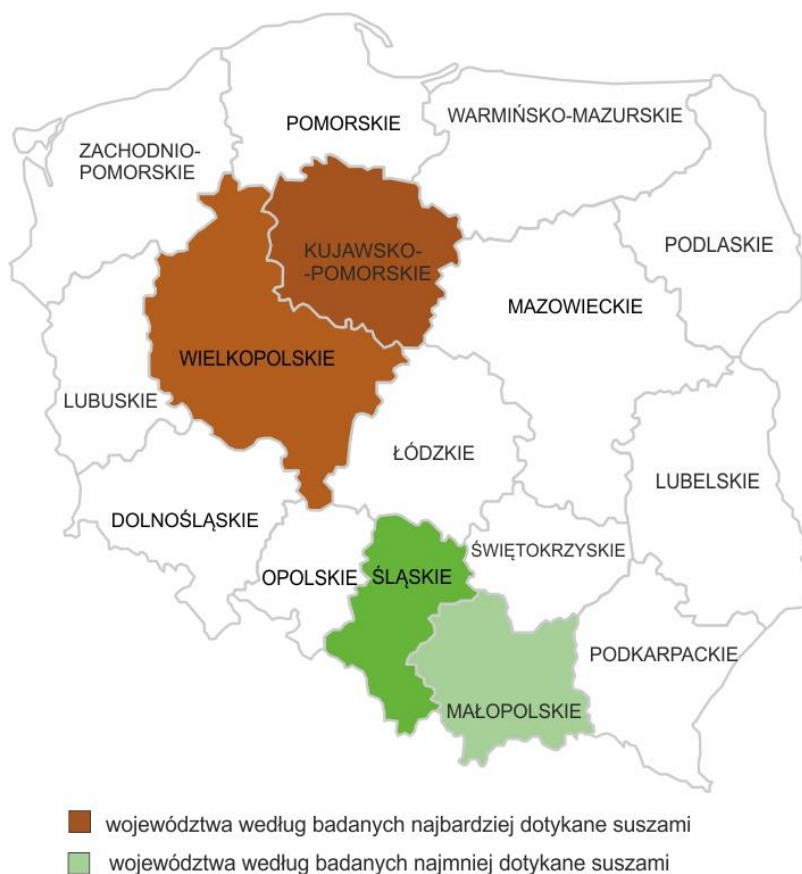 POMORSKIE
WARMIŃSKO-MAZURSKIE
ZACHODNIO-
POMORSKIE
KUJAWSKO-
-POMORSKIE
PODLASKIE
MAZOWIECKIE
WIELKOPOLSKIE
LUBUSKIE
ŁÓDZKIE
LUBELSKIE
DOLNOŚLĄSKIE
OPOLSKIE
ŚLĄSKIE
ŚWIĘTOKRZYSKIE
PODKARPACKIE
MAŁOPOLSKIE
województwa według badanych najbardziej dotykane suszami
województwa według badanych najmniej dotykane suszami